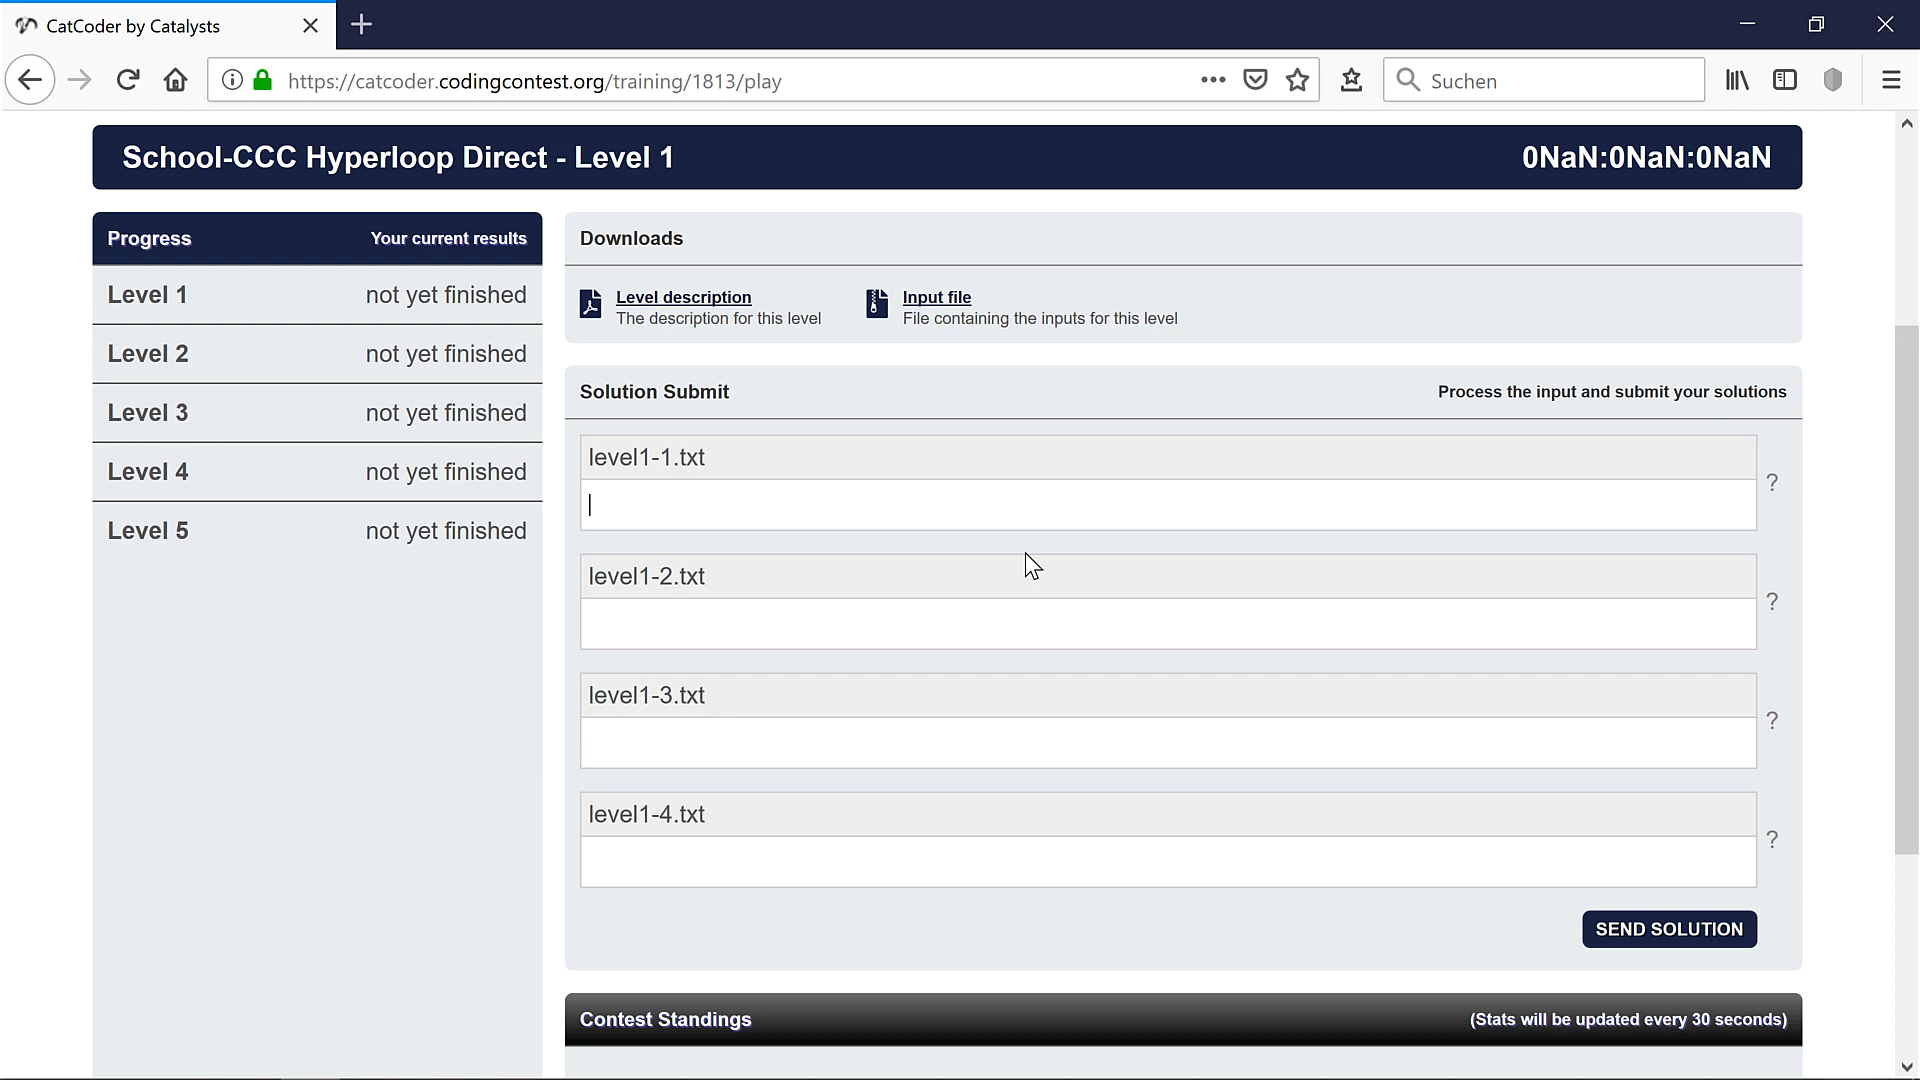 CatCoder by Catalysts
https://catcoder.codingcontest.org/training/1813/play
Suchen
School-CCC Hyperloop Direct - Level 1
0NaN:0NaN:0NaN
Progress
Your current results
Level 1
not yet finished
Level 2
not yet finished
Level 3
not yet finished
Level 4
not yet finished
Level 5
not yet finished
Downloads
Level description
The description for this level
Input file
File containing the inputs for this level
Solution Submit
Process the input and submit your solutions
level1-1.txt
?
level1-2.txt
?
level1-3.txt
?
level1-4.txt
?
SEND SOLUTION
Contest Standings
(Stats will be updated every 30 seconds)